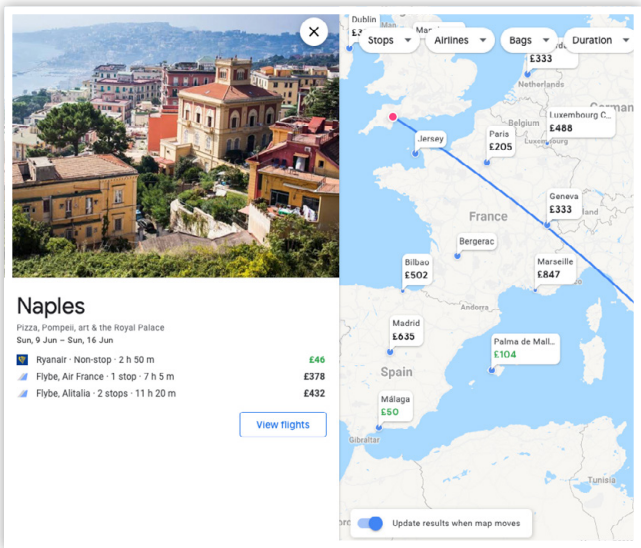 Naples
Pizza, Pompeii, art & the Royal Palace
Sun, 9 Jun – Sun, 16 Jun
Ryanair · Non-stop · 2 h 50 m £46
Flybe, Air France · 1 stop · 7 h 5 m £378
Flybe, Alitalia · 2 stops · 11 h 20 m £432
View flights
Dublin
Stops
Airlines
Bags
Duration
£333
Netherlands
Belgium
Luxembourg C...
£488
Luxembourg
Paris
£205
Jersey
Geneva
£333
France
Bergerac
Bilbao
£502
Marseille
£847
Andorra
Madrid
£635
Spain
Palma de Mall...
£104
Málaga
£50
Gibraltar
Tunisia
Update results when map moves